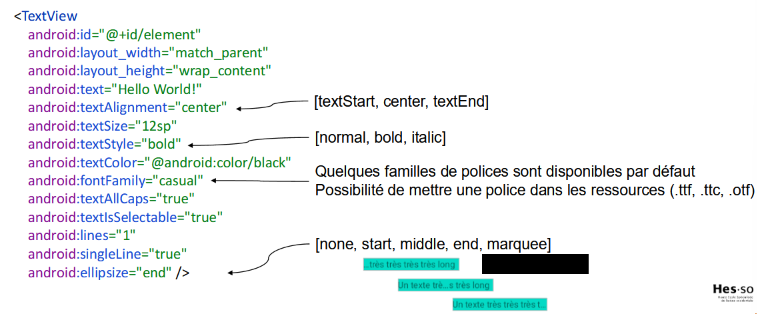 <TextView
android:id="@+id/element"
android:layout_width="match_parent"
android:layout_height="wrap_content"
android:text="Hello World!"
android:textAlignment="center"
[textStart, center, textEnd]
android:textSize="12sp"
android:textStyle="bold"
[normal, bold, italic]
android:textColor="@android:color/black"
android:fontFamily="casual"
Quelques familles de polices sont disponibles par défaut
Possibilité de mettre une police dans les ressources (.ttf, .ttc, .otf)
android:textAllCaps="true"
android:textIsSelectable="true"
android:lines="1"
android:singleLine="true"
android:ellipsize="end" />
[none, start, middle, end, marquee]
...très très très très long
Un texte trè...s très long
Un texte très très très t...
Hes·so